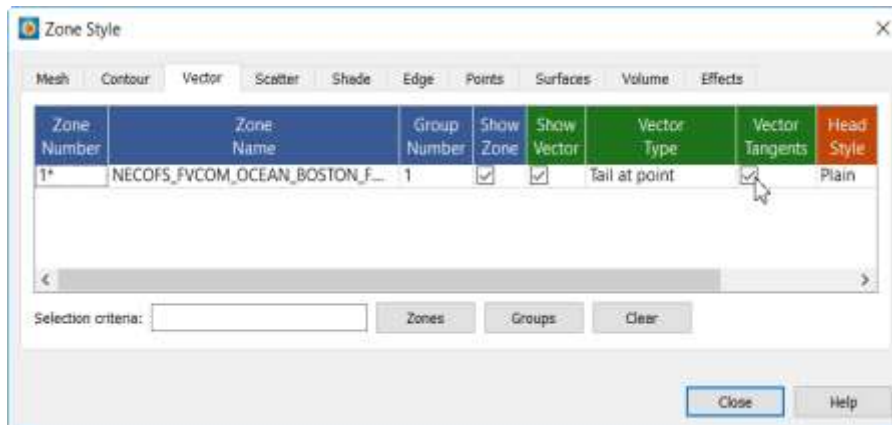 Zone Style
Mesh Contour Vector Scatter Shade Edge Points Surfaces Volume Effects
Zone Number Zone Name Group Number Show Zone Show Vector Vector Type Vector Tangents Head Style
1* NECOFS_FVCOM_OCEAN_BOSTON_F... 1 Tail at point Plain
Selection criteria: Zones Groups Clear
Close Help